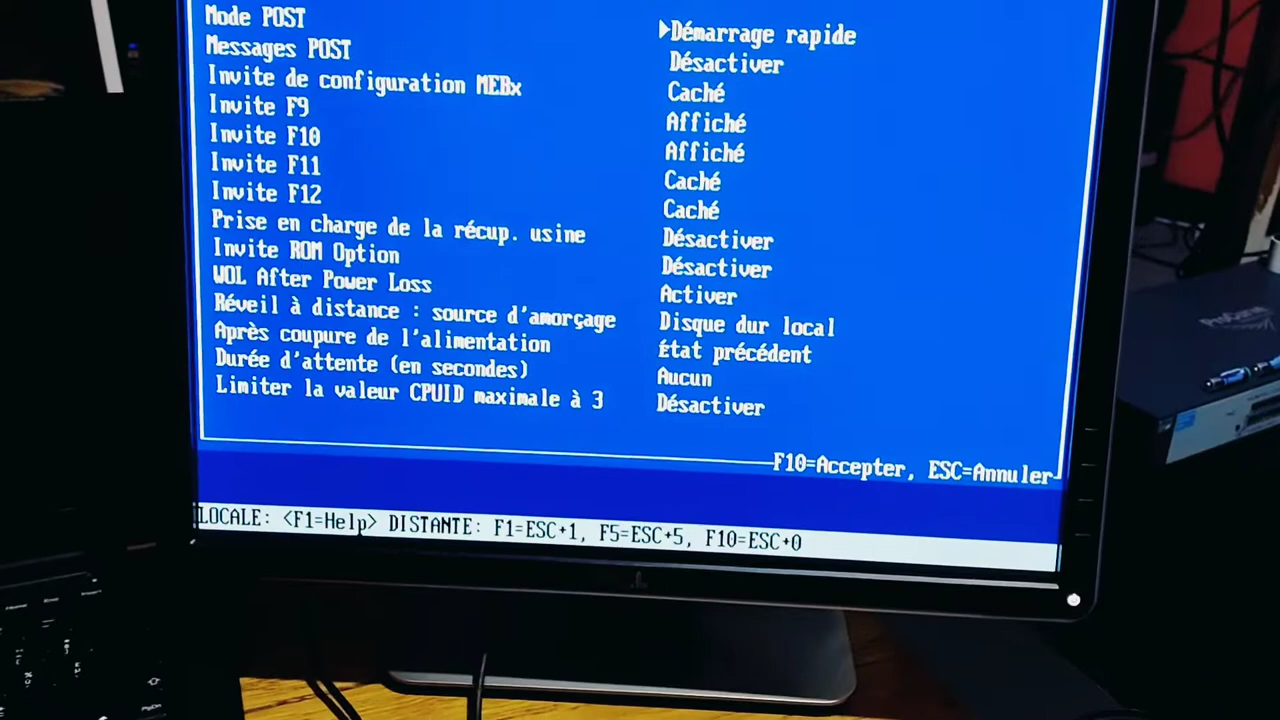 Mode POST ►Démarrage rapide
Messages POST Désactiver
Invite de configuration MEBx Caché
Invite F9 Affiché
Invite F10 Affiché
Invite F11 Caché
Invite F12 Caché
Prise en charge de la récup. usine Désactiver
Invite ROM Option Désactiver
WOL After Power Loss Activer
Réveil à distance : source d'amorçage Disque dur local
Après coupure de l'alimentation État précédent
Durée d'attente (en secondes) Aucun
Limiter la valeur CPUID maximale à 3 Désactiver
F10=Accepter, ESC=Annuler
LOCALE: <F1=Help> DISTANTE: F1=ESC+1, F5=ESC+5, F10=ESC+0